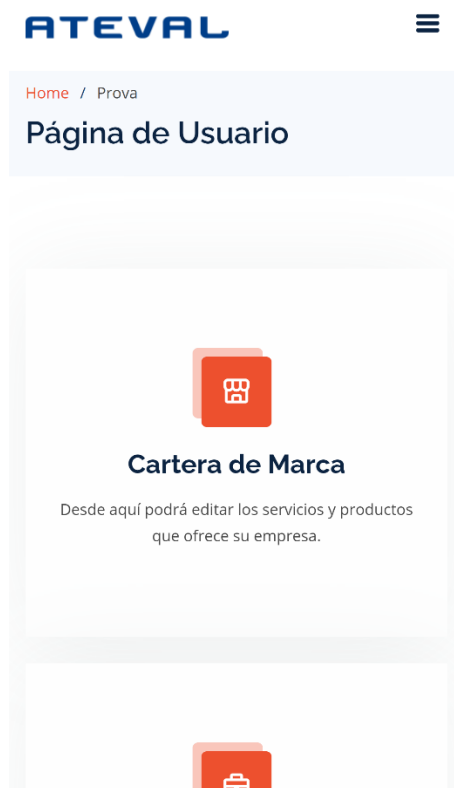 ATEVAL
Home / Prova
Página de Usuario
Cartera de Marca
Desde aquí podrá editar los servicios y productos
que ofrece su empresa.